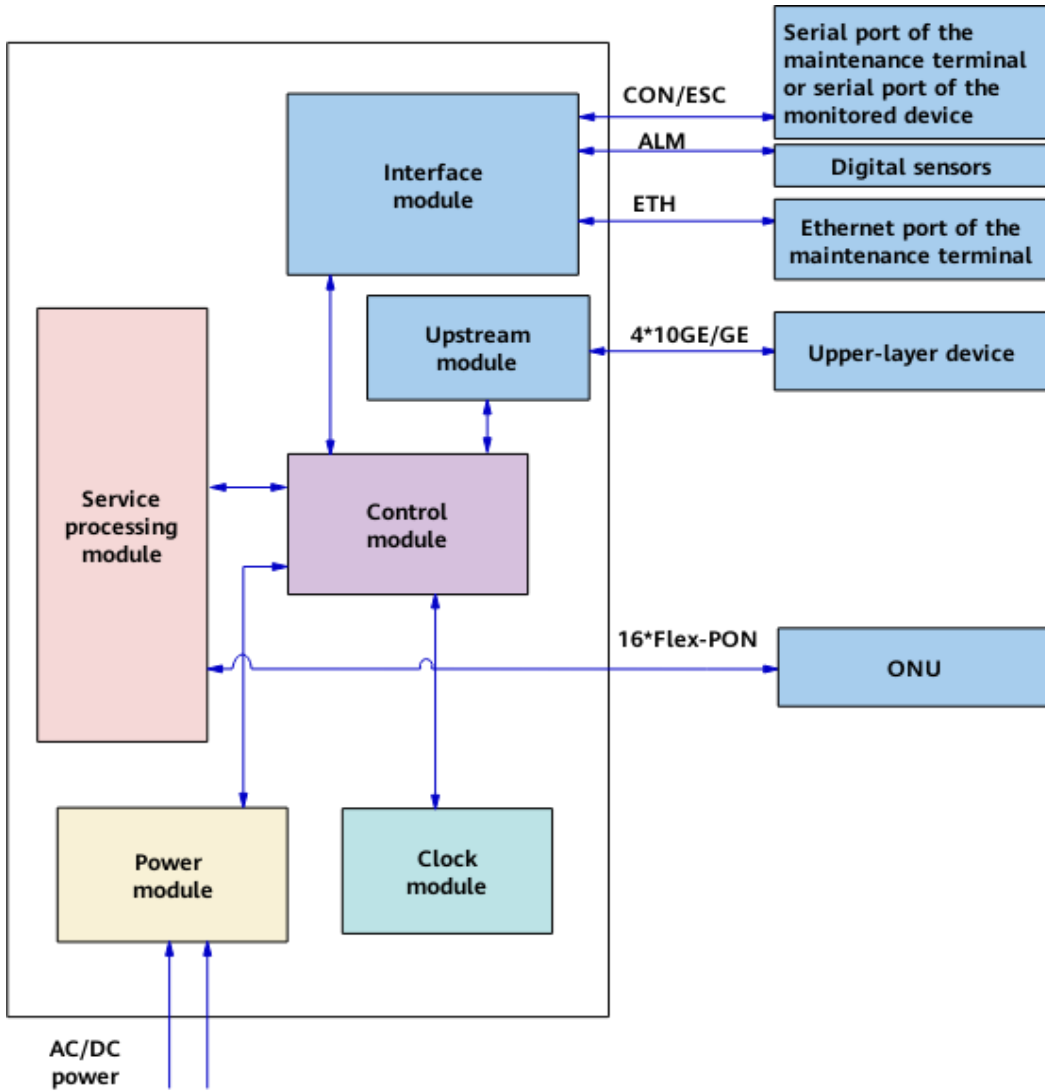 Serial port of the
maintenance terminal
or serial port of the
monitored device
CON/ESC
ALM
Digital sensors
Interface
module
ETH
Ethernet port of the
maintenance terminal
Upstream
module
4*10GE/GE
Upper-layer device
Service
processing
module
Control
module
16*Flex-PON
ONU
Power
module
Clock
module
AC/DC
power